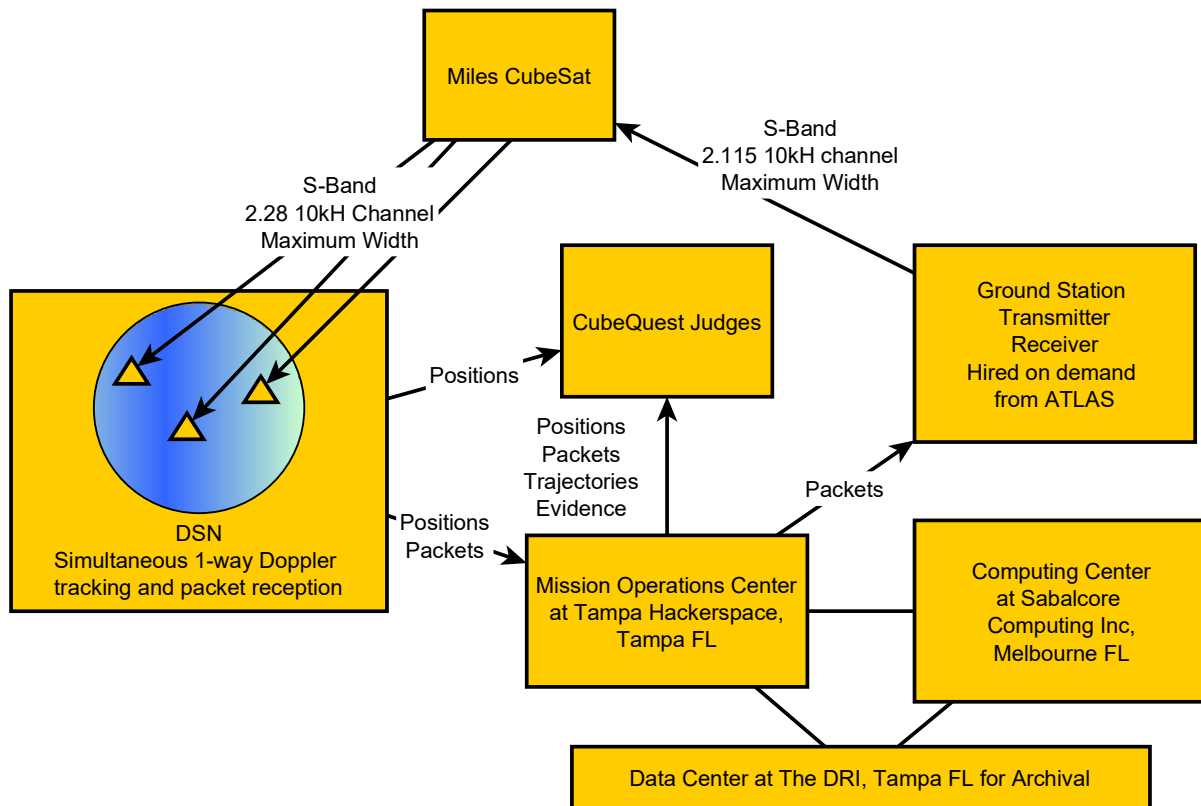 Miles CubeSat
S-Band
2.115 10kH channel
Maximum Width
S-Band
2.28 10kH Channel
Maximum Width
Ground Station
Transmitter
Receiver
Hired on demand
from ATLAS
CubeQuest Judges
Positions
Positions
Packets
Trajectories
Evidence
Packets
DSN
Simultaneous 1-way Doppler
tracking and packet reception
Positions
Packets
Mission Operations Center
at Tampa Hackerspace,
Tampa FL
Computing Center
at Sabalcore
Computing Inc,
Melbourne FL
Data Center at The DRI, Tampa FL for Archival